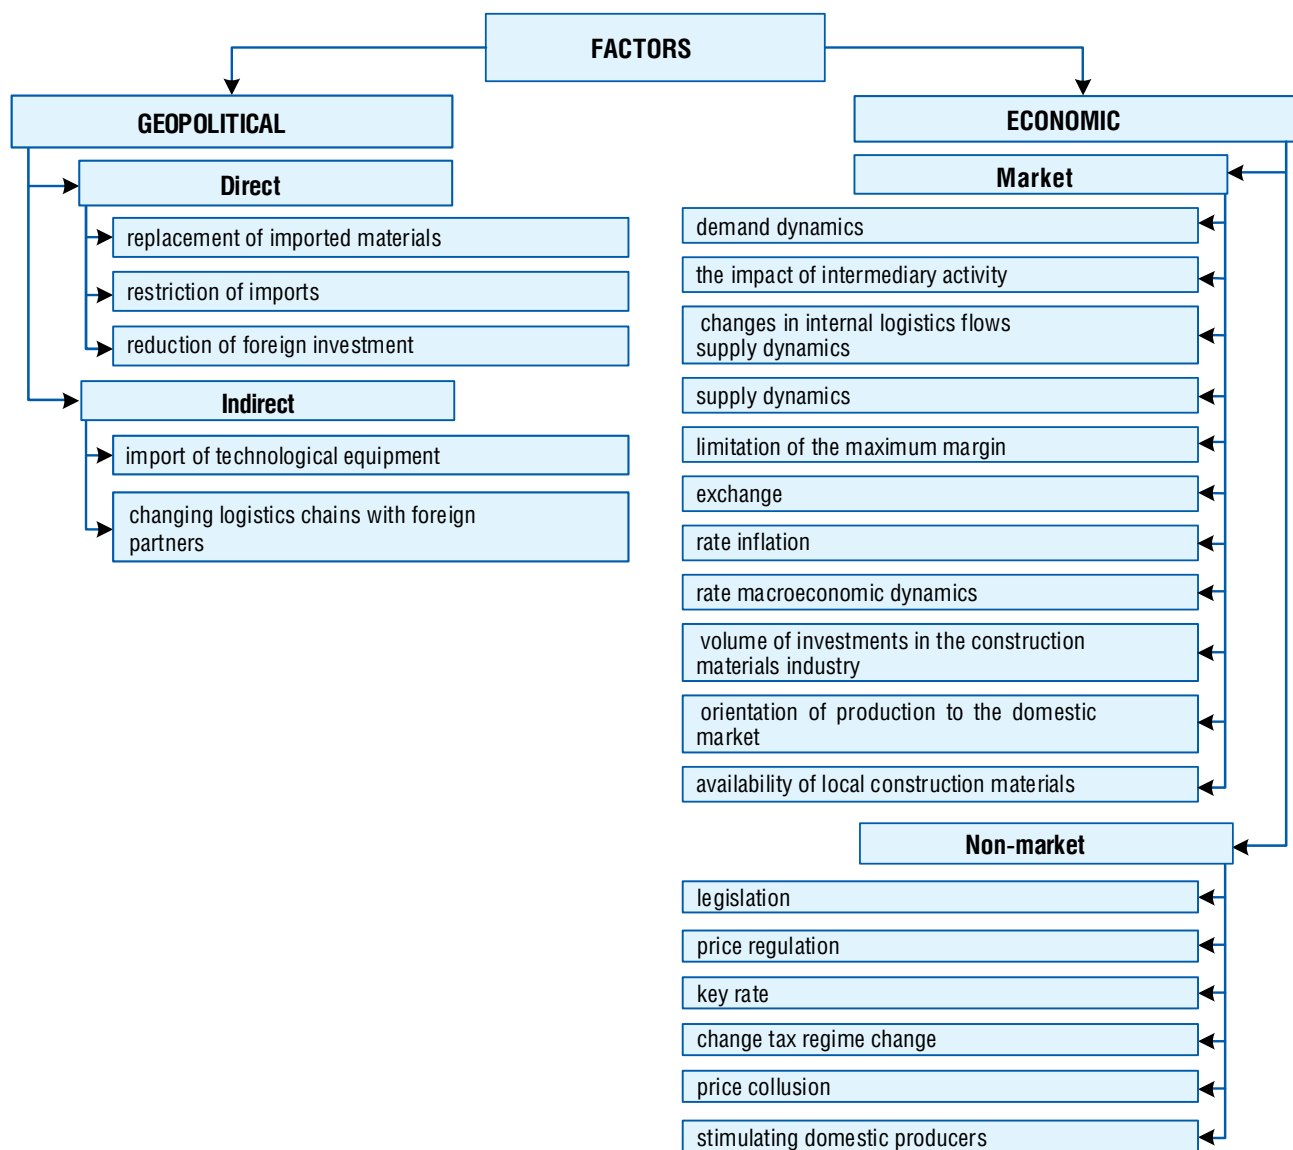 FACTORS
GEOPOLITICAL
Direct
replacement of imported materials
restriction of imports
reduction of foreign investment
Indirect
import of technological equipment
changing logistics chains with foreign
partners
ECONOMIC
Market
demand dynamics
the impact of intermediary activity
changes in internal logistics flows
supply dynamics
supply dynamics
limitation of the maximum margin
exchange
rate inflation
rate macroeconomic dynamics
volume of investments in the construction
materials industry
orientation of production to the domestic
market
availability of local construction materials
Non-market
legislation
price regulation
key rate
change tax regime change
price collusion
stimulating domestic producers